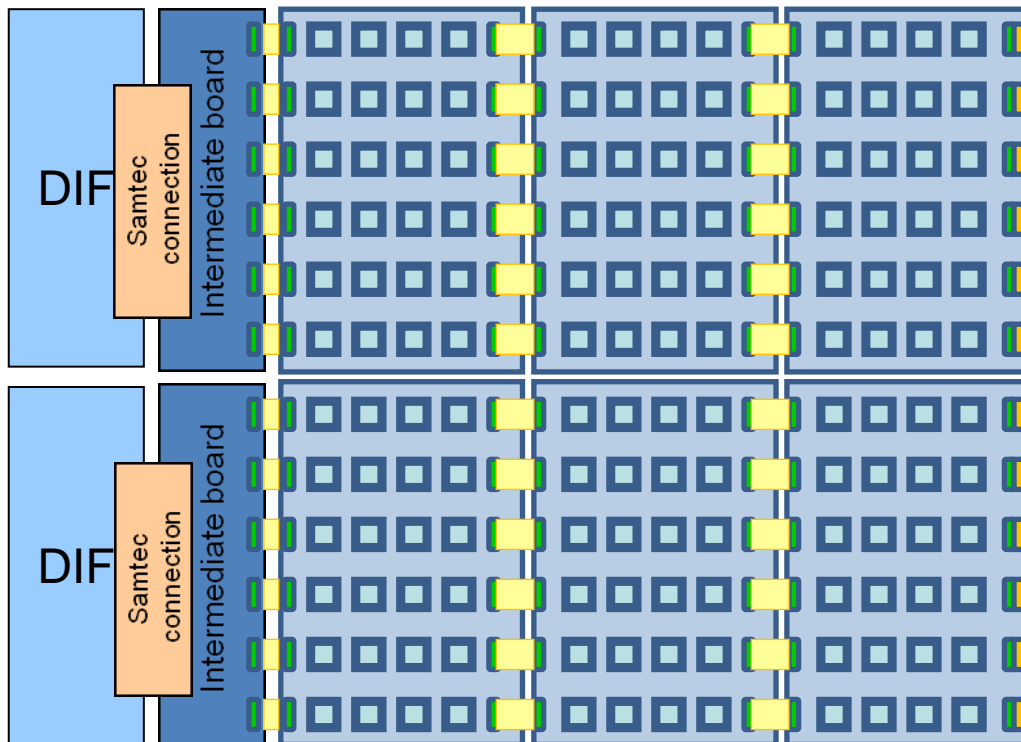 DIF
Samtec
connection
Intermediate board
DIF
Samtec
connection
Intermediate board